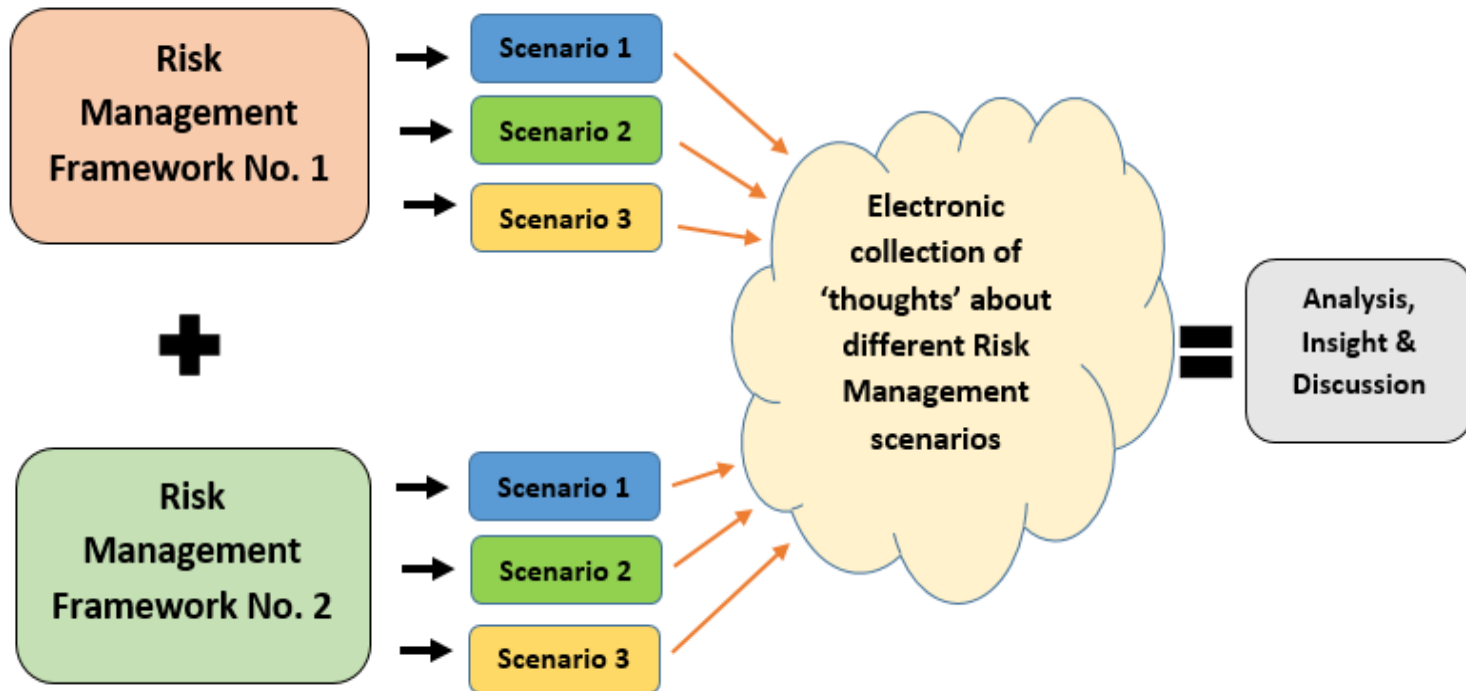 Risk
Management
Framework No. 1
Scenario 1
Scenario 2
Scenario 3
Risk
Management
Framework No. 2
Scenario 1
Scenario 2
Scenario 3
Electronic
collection of
‘thoughts’ about
different Risk
Management
scenarios
Analysis,
Insight &
Discussion